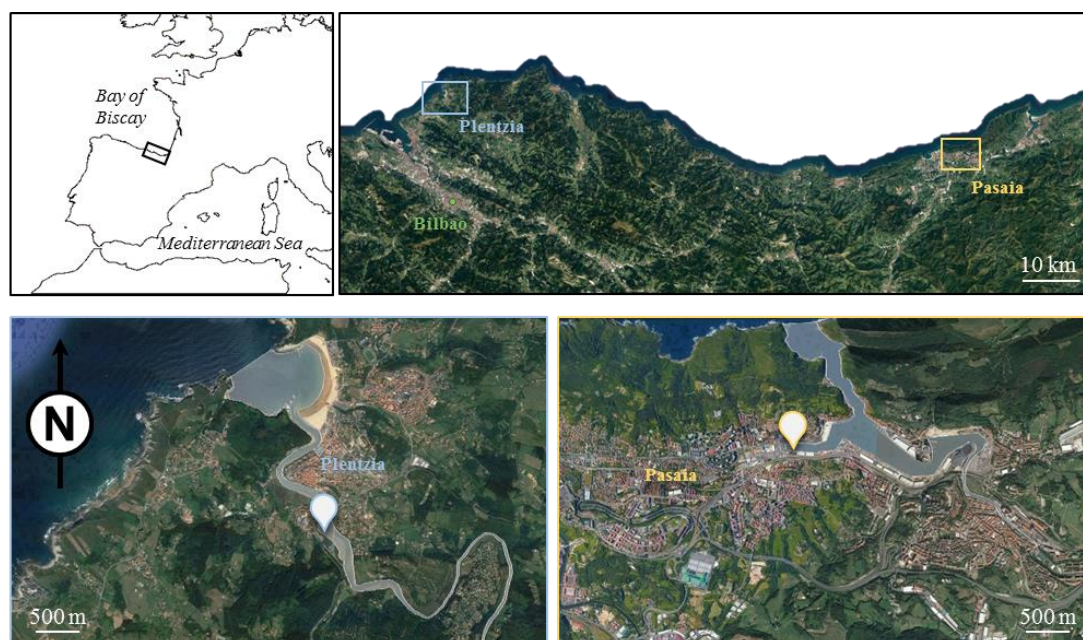 Bay of
Biscay
Mediterranean Sea
Plentzia
Bilbao
Pasaia
10 km
N
Plentzia
500 m
Pasaia
500 m